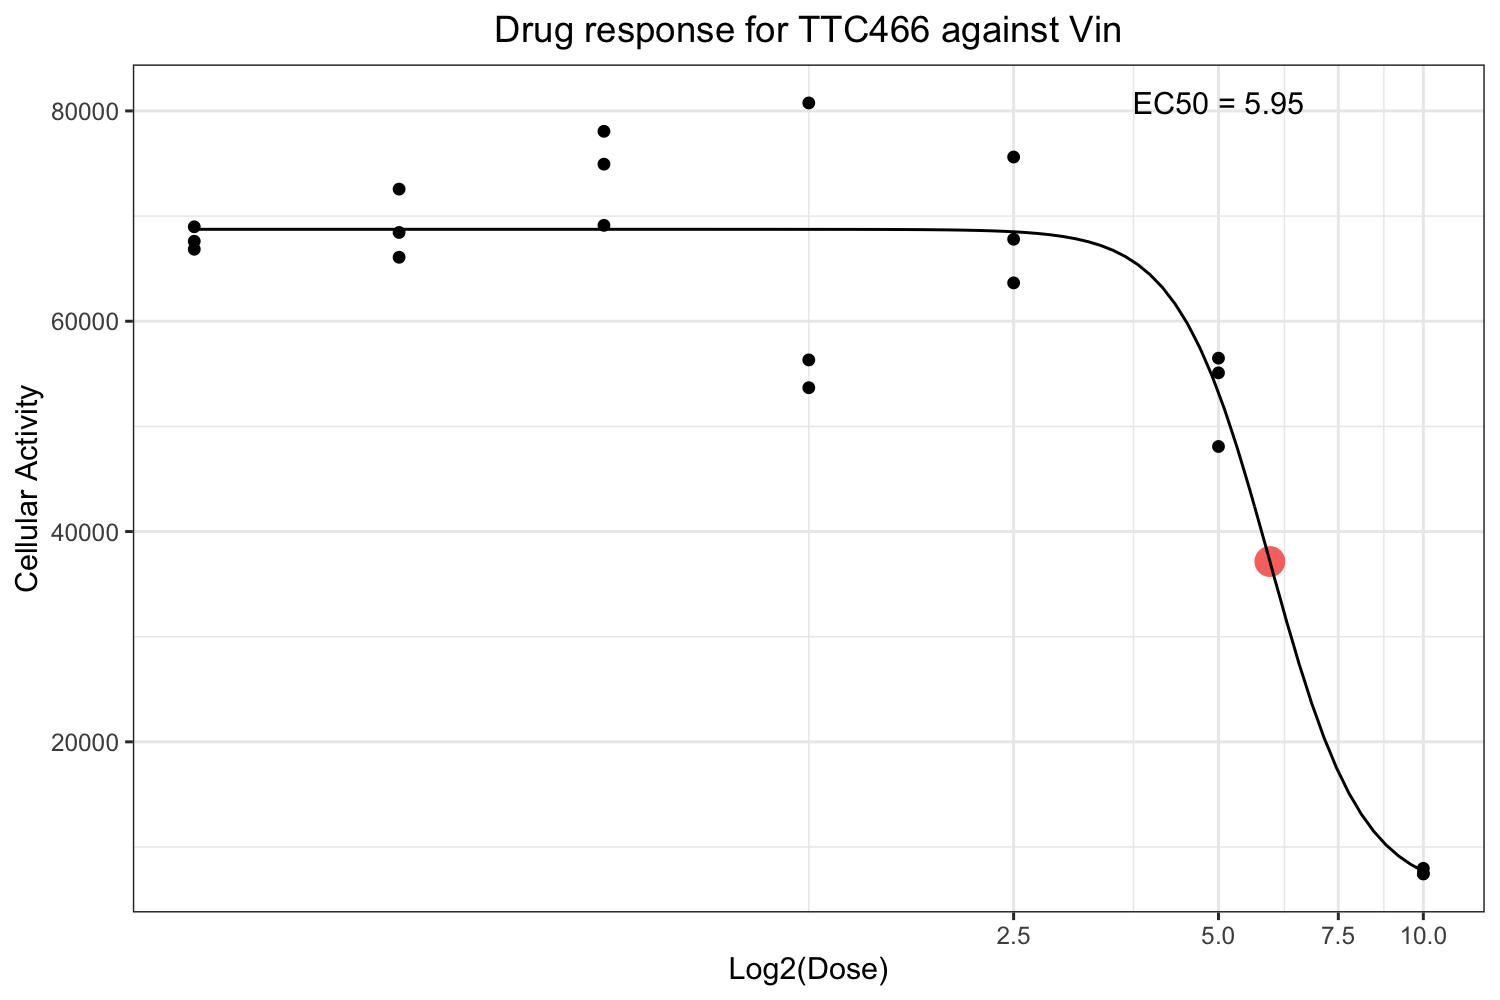 Drug response for TTC466 against Vin
EC50 = 5.95
80000
60000
40000
20000
Cellular Activity
2.5
5.0
7.5
10.0
Log2(Dose)